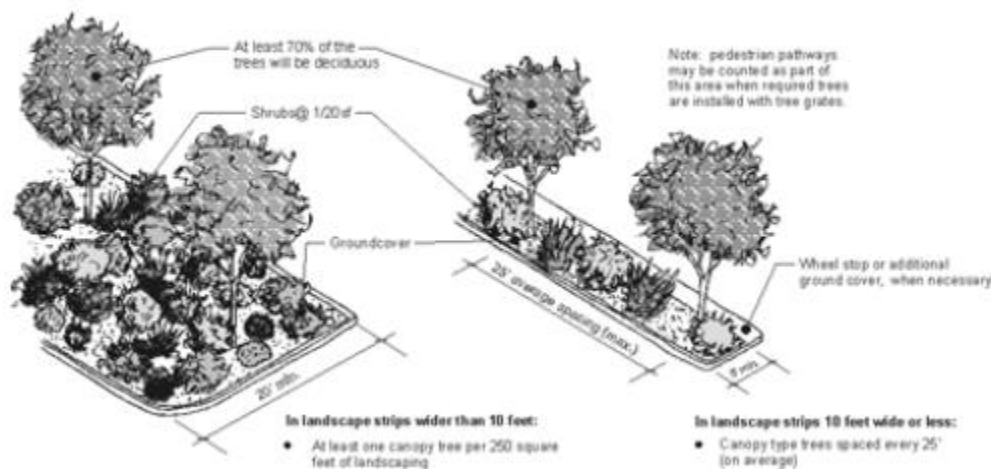 At least 70% of the
trees will be deciduous
Note: pedestrian pathways
may be counted as part of
this area when required trees
are installed with tree grates.
Shrubs@ 1/20sf
Groundcover
Wheel stop or additional
ground cover, when necessary
25' average spacing (max.)
20' min.
min.
In landscape strips wider than 10 feet:
● At least one canopy tree per 250 square
feet of landscaping
In landscape strips 10 feet wide or less:
● Canopy type trees spaced every 25'
(on average)